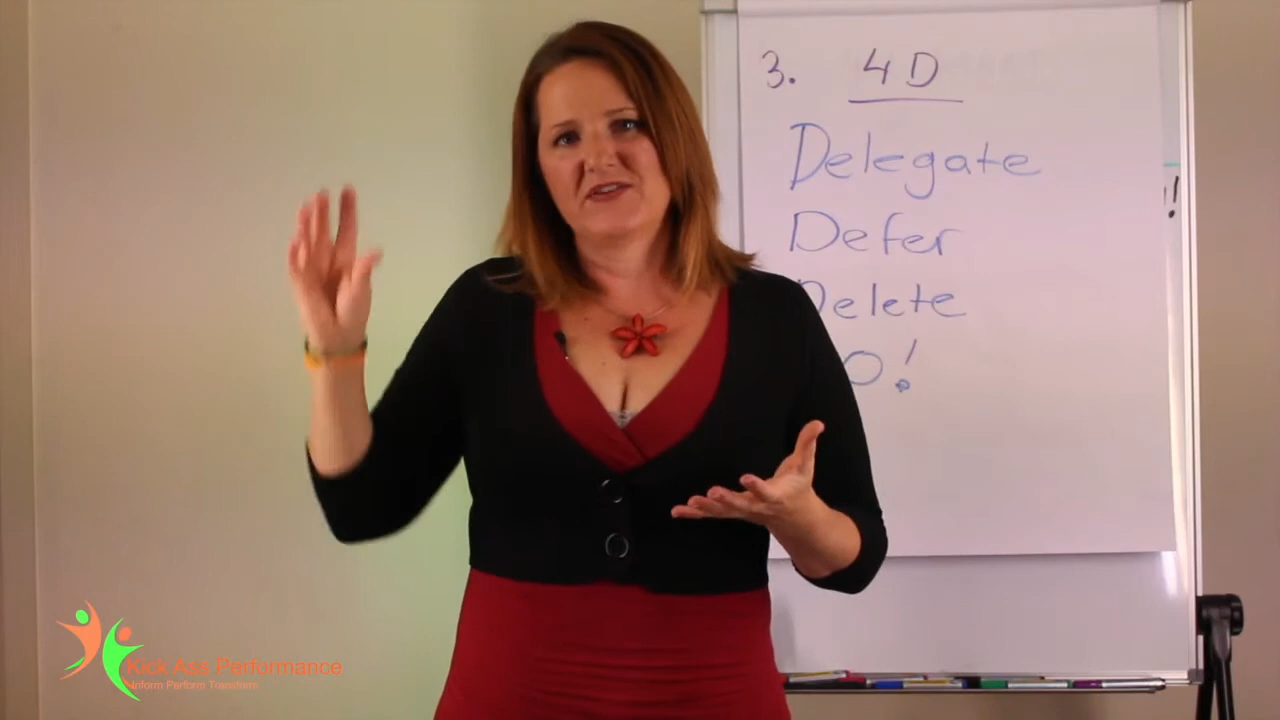 3. 4D
Delegate
Defer
Delete
O!
!
Kick Ass Performance
Inform Perform Transform